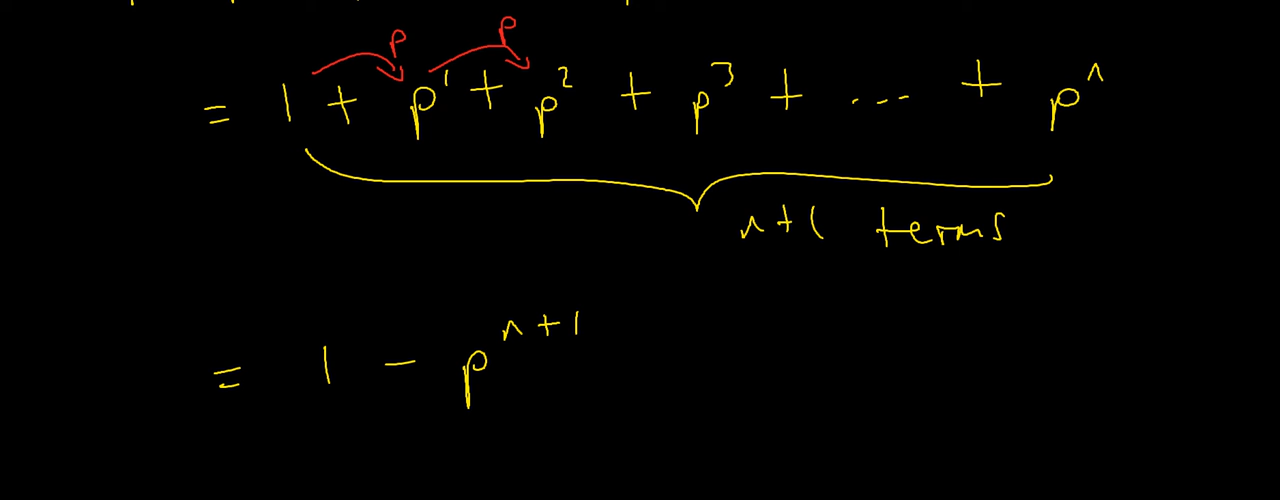 p p
= 1 + p¹ + p² + p³ + ... + pⁿ
n+1 terms
= 1 - pⁿ⁺¹